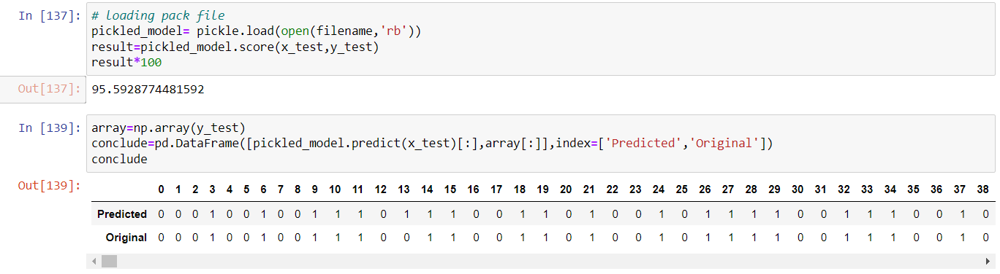 In [137]:
# loading pack file
pickled_model= pickle.load(open(filename,'rb'))
result=pickled_model.score(x_test,y_test)
result*100
Out[137]: 95.5928774481592
In [139]:
array=np.array(y_test)
conclude=pd.DataFrame([pickled_model.predict(x_test)[:],array[:]],index=['Predicted','Original'])
conclude
Out[139]:
0 1 2 3 4 5 6 7 8 9 10 11 12 13 14 15 16 17 18 19 20 21 22 23 24 25 26 27 28 29 30 31 32 33 34 35 36 37 38
Predicted 0 0 0 1 0 0 1 0 0 1 1 1 0 1 1 1 0 0 1 1 0 1 0 0 1 0 1 1 1 1 0 0 1 1 1 0 0 1 0
Original 0 0 0 1 0 0 1 0 0 1 1 1 0 0 1 1 0 0 1 1 0 1 0 0 1 0 1 1 1 1 0 0 1 1 1 0 0 1 0